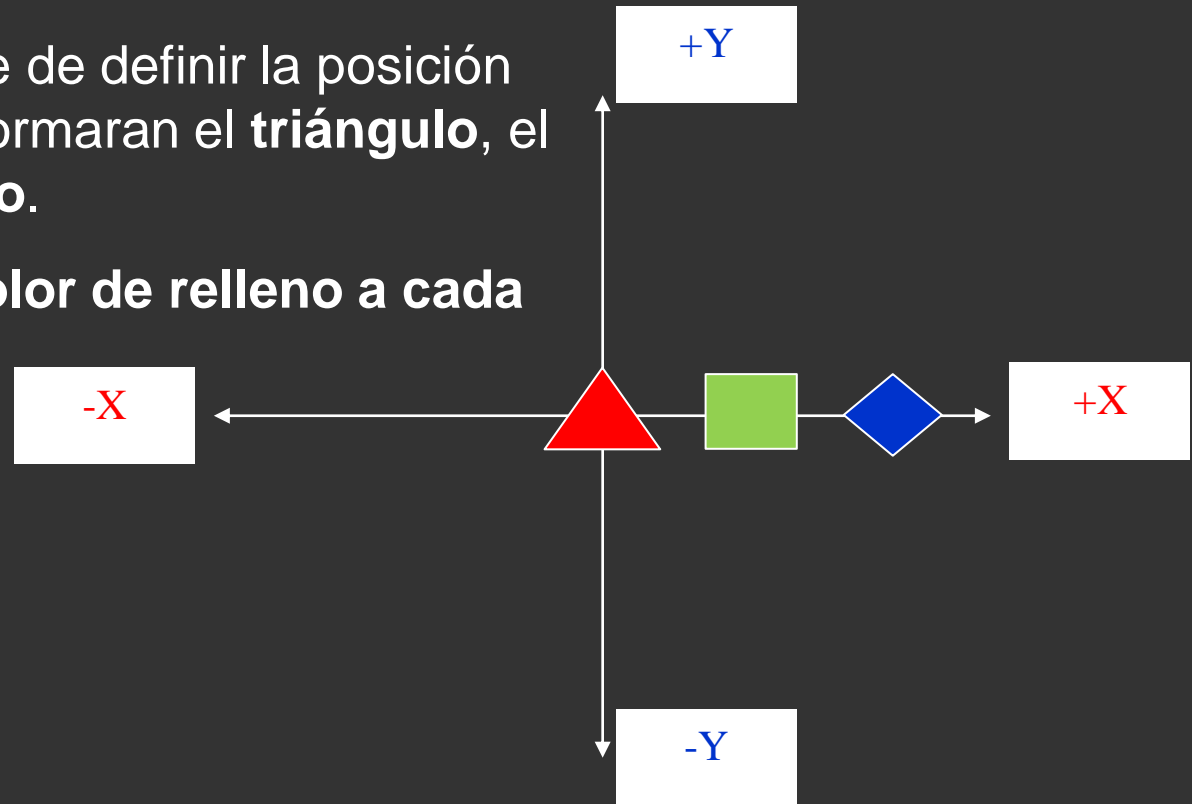 e de definir la posición
ormaran el triángulo, el
o.
olor de relleno a cada
+Y
-X
+X
-Y